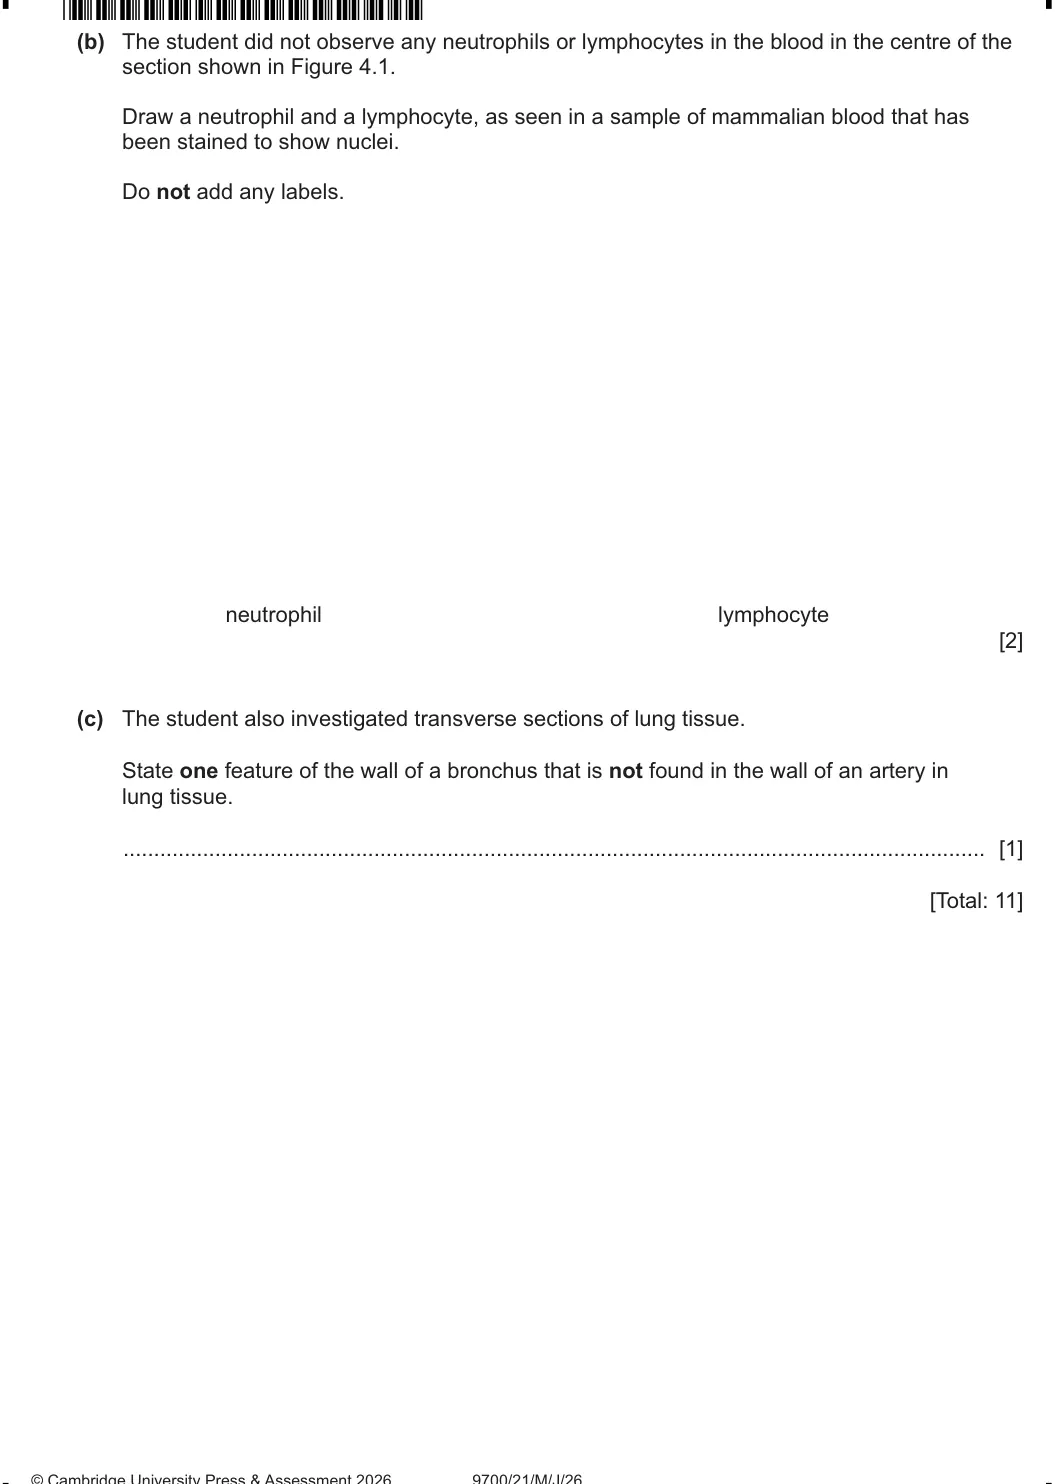 (b) The student did not observe any neutrophils or lymphocytes in the blood in the centre of the
section shown in Figure 4.1.
Draw a neutrophil and a lymphocyte, as seen in a sample of mammalian blood that has
been stained to show nuclei.
Do not add any labels.
neutrophil lymphocyte
[2]
(c) The student also investigated transverse sections of lung tissue.
State one feature of the wall of a bronchus that is not found in the wall of an artery in
lung tissue.
............................................................................................................................................. [1]
[Total: 11]
© Cambridge University Press & Assessment 2026 9700/21/M/J/26